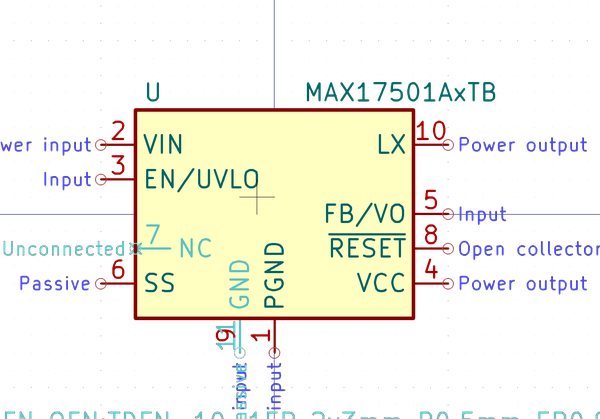 U MAX17501AxTB
wer input 2 VIN LX 10 Power output
Input 3 EN/UVLO
FB/VO 5 Input
Unconnected 7 NC RESET 8 Open collector
Passive 6 SS VCC 4 Power output
GND PGND
9 11 1
input input